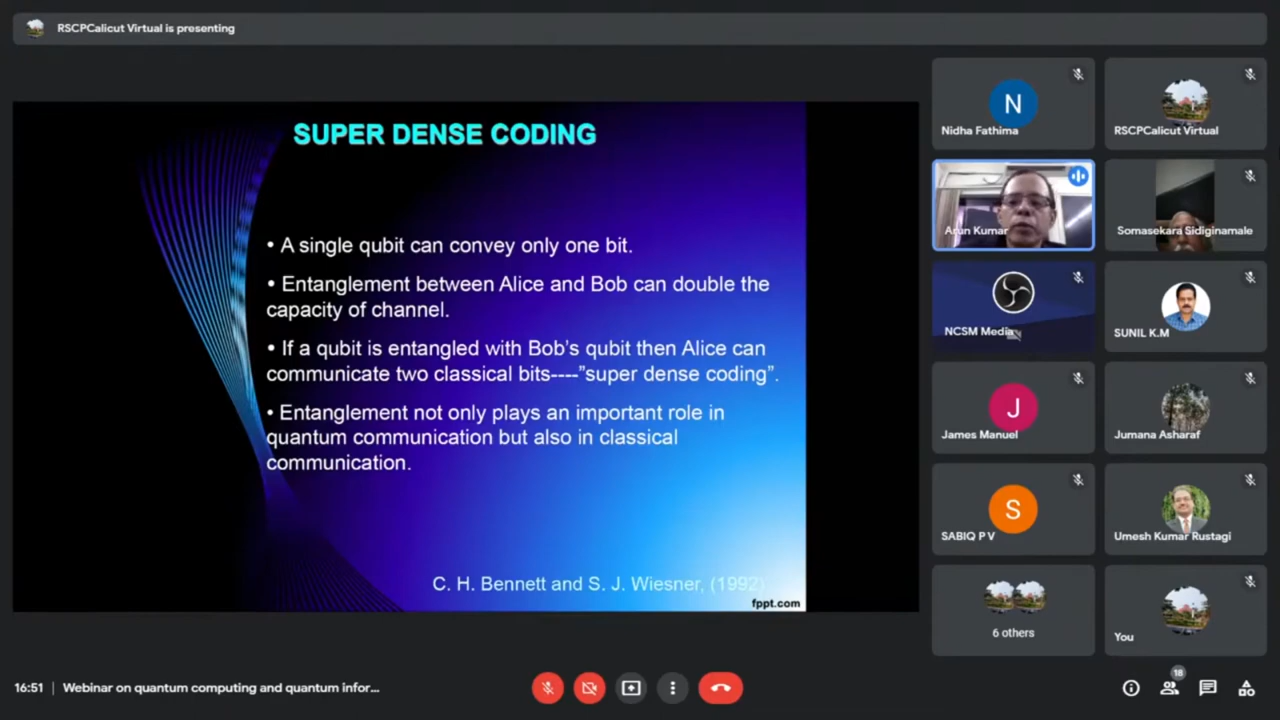 RSCPCalicut Virtual is presenting
SUPER DENSE CODING
• A single qubit can convey only one bit.
• Entanglement between Alice and Bob can double the
capacity of channel.
• If a qubit is entangled with Bob's qubit then Alice can
communicate two classical bits----”super dense coding”.
• Entanglement not only plays an important role in
quantum communication but also in classical
communication.
C. H. Bennett and S. J. Wiesner, (1992)
fppt.com
N
Nidha Fathima
RSCPCalicut Virtual
Arun Kumar
Somasekara Sidiginamale
NCSM Media
SUNIL K.M
J
James Manuel
Jumana Asharaf
S
SABIQ P V
Umesh Kumar Rustagi
6 others
You
16:51 | Webinar on quantum computing and quantum infor...
18